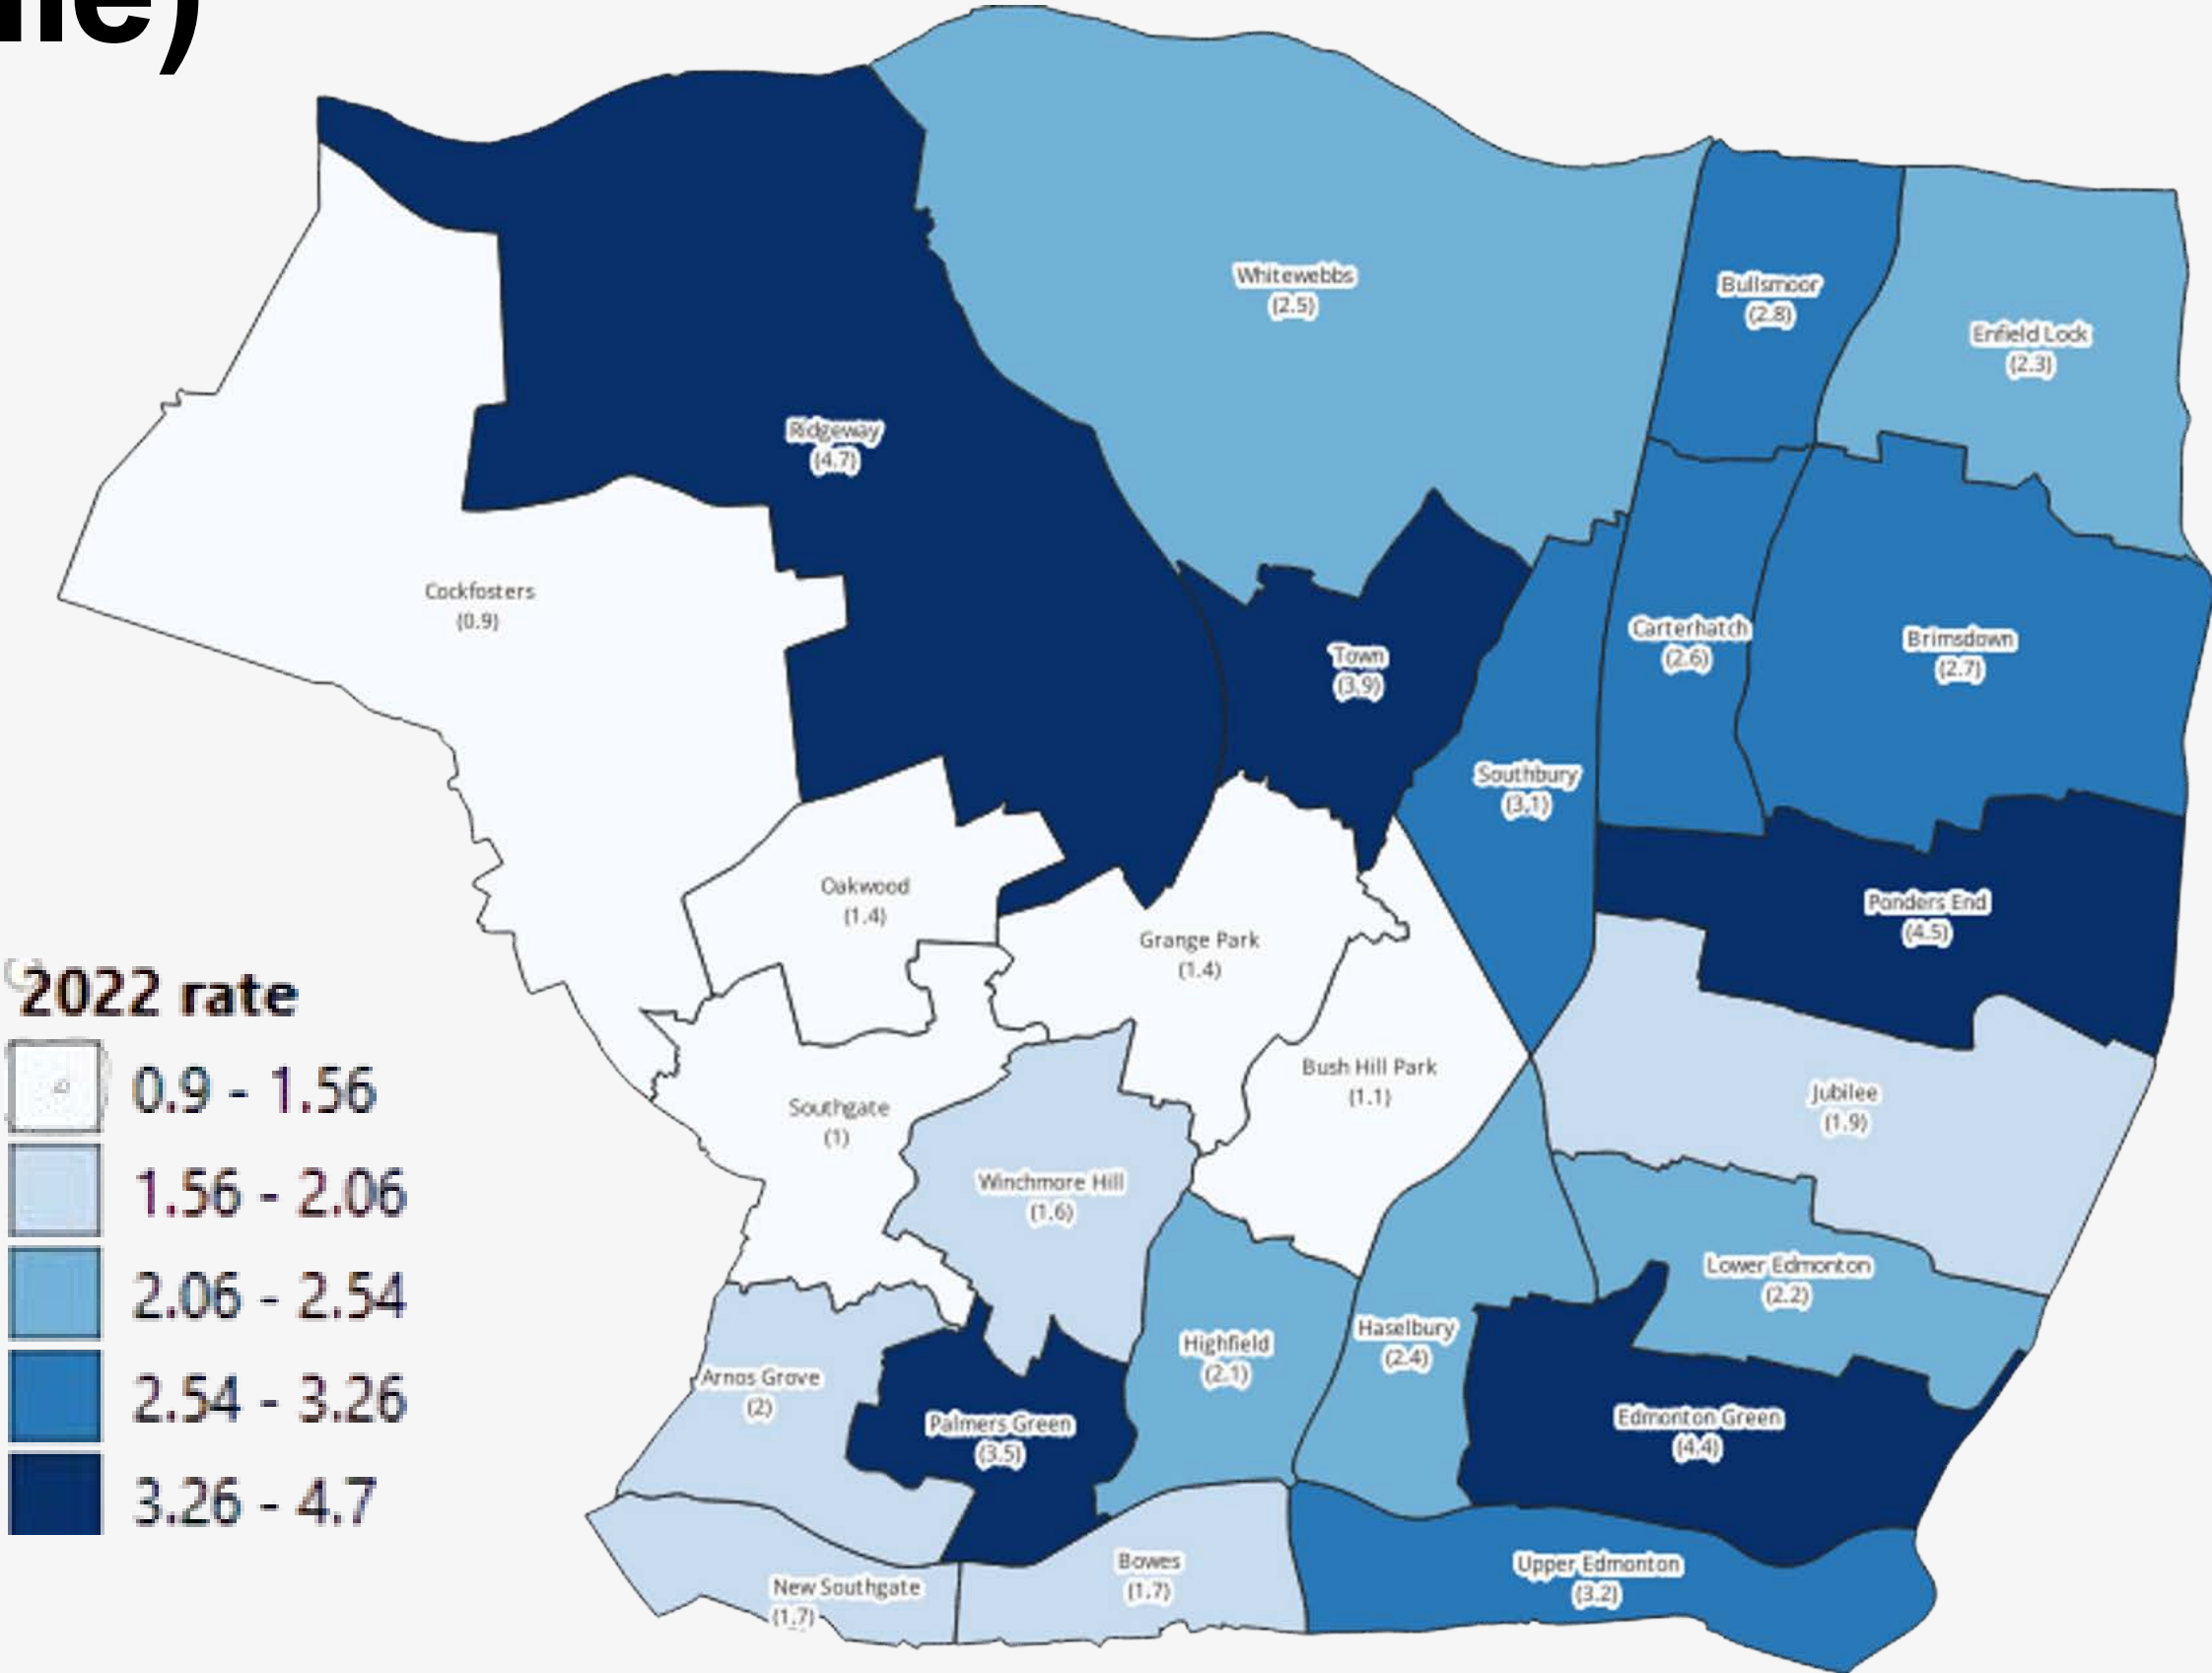 Whitewebbs
(2.5)
Bullsmoor
(2.8)
Enfield Lock
(2.3)
Ridgeway
(4.7)
Cockfosters
(0.9)
Town
(3.9)
Carterhatch
(2.6)
Brimsdown
(2.7)
Southbury
(3.1)
Oakwood
(1.4)
Grange Park
(1.4)
Ponders End
(4.5)
Bush Hill Park
(1.1)
Jubilee
(1.9)
Southgate
(1)
Winchmore Hill
(1.6)
Lower Edmonton
(2.2)
Highfield
(2.1)
Haselbury
(2.4)
Arnos Grove
(2)
Palmers Green
(3.5)
Edmonton Green
(4.4)
New Southgate
(1.7)
Bowes
(1.7)
Upper Edmonton
(3.2)
2022 rate
0.9 - 1.56
1.56 - 2.06
2.06 - 2.54
2.54 - 3.26
3.26 - 4.7